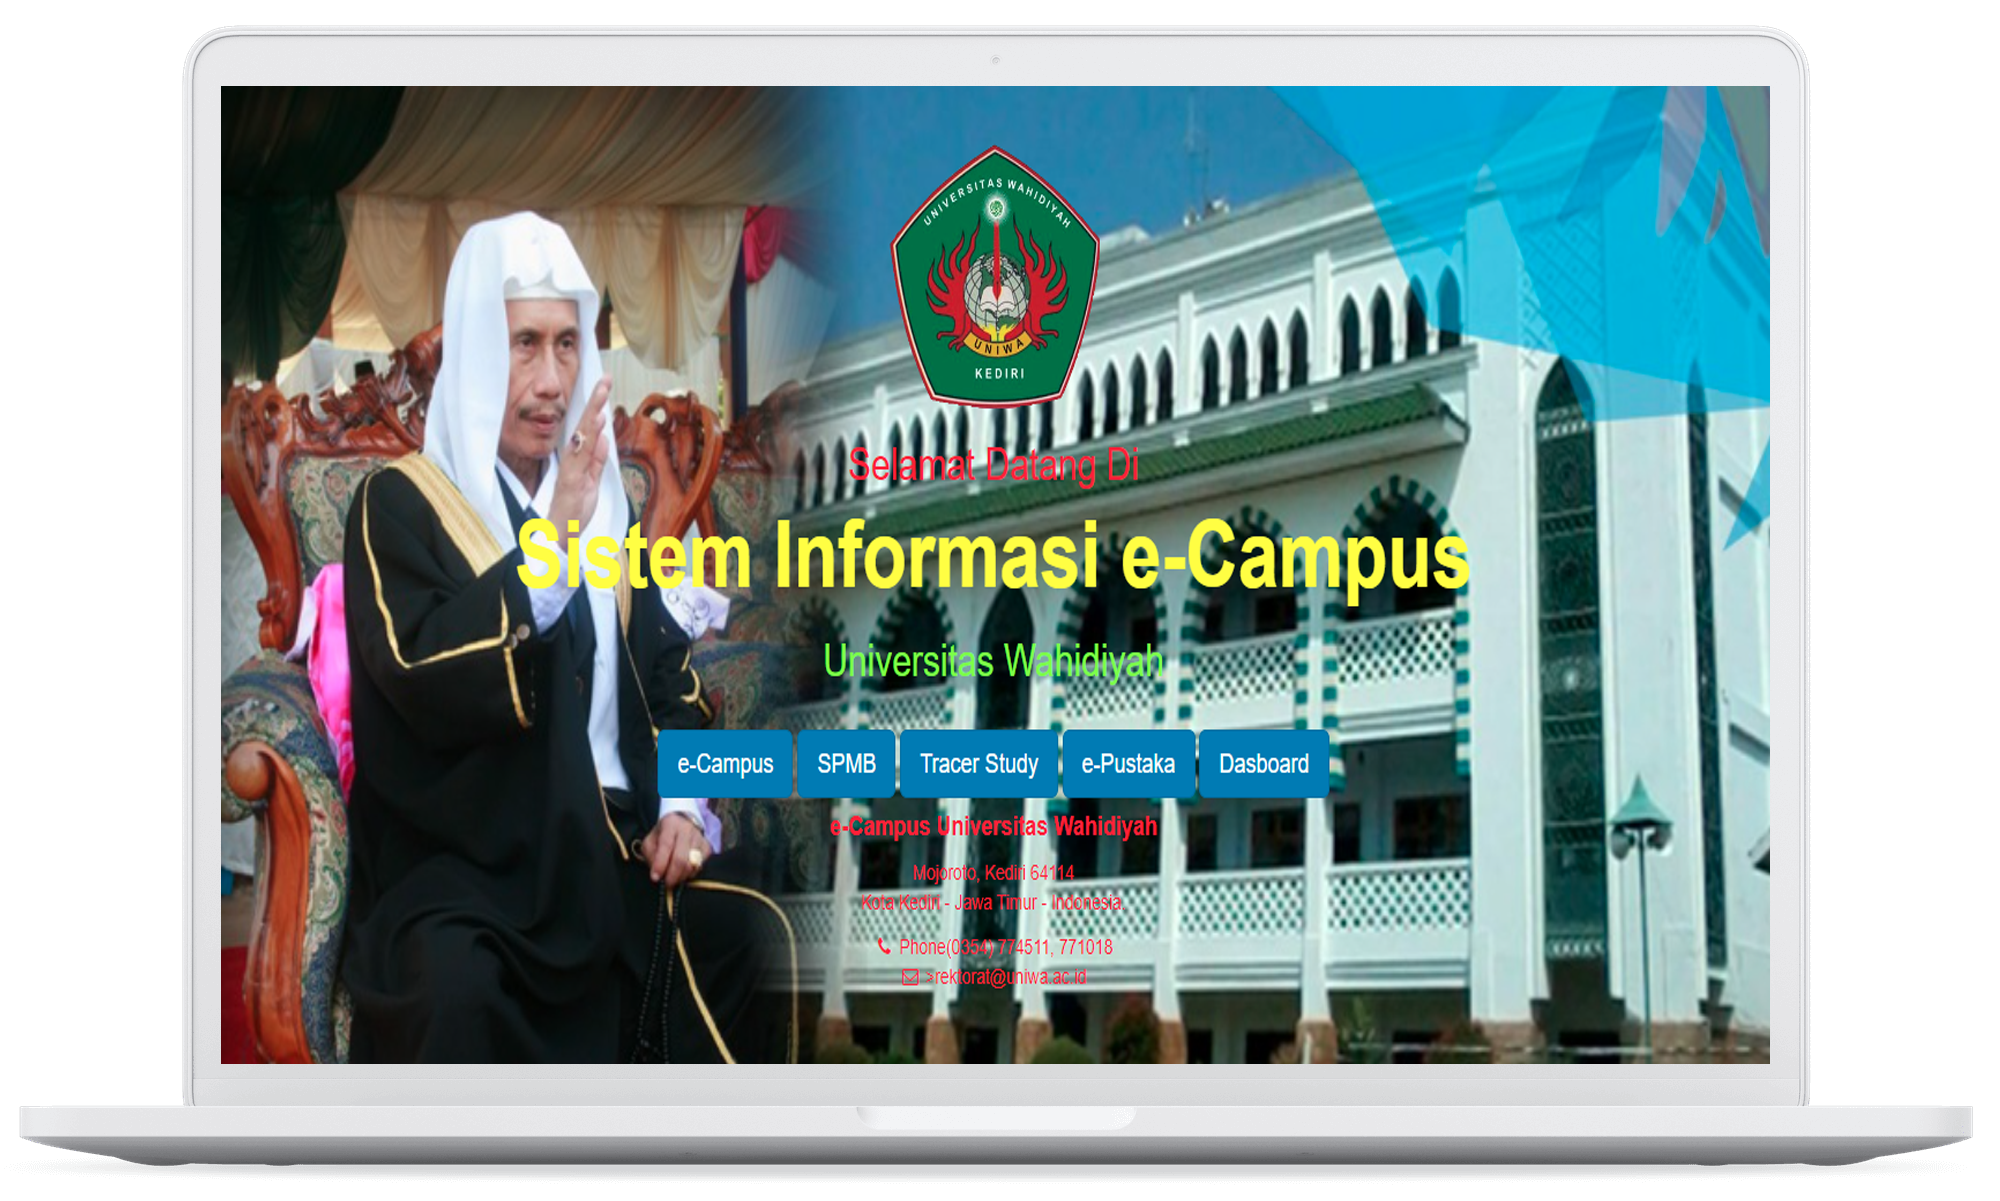 UNIVERSITAS WAHIDIYAH
UNIWA
KEDIRI
Selamat Datang Di
Sistem Informasi e-Campus
Universitas Wahidiyah
e-Campus SPMB Tracer Study e-Pustaka Dasboard
e-Campus Universitas Wahidiyah
Mojoroto, Kediri 64114
Kota Kediri - Jawa Timur - Indonesia.
Phone(0354) 774511, 771018
>rektorat@uniwa.ac.id